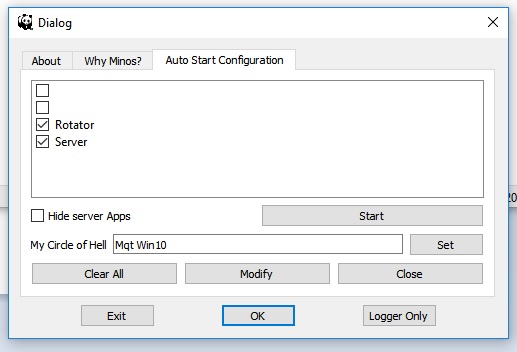 Dialog
About Why Minos? Auto Start Configuration
Rotator
Server
Hide server Apps Start
My Circle of Hell Mqt Win10 Set
Clear All Modify Close
Exit OK Logger Only